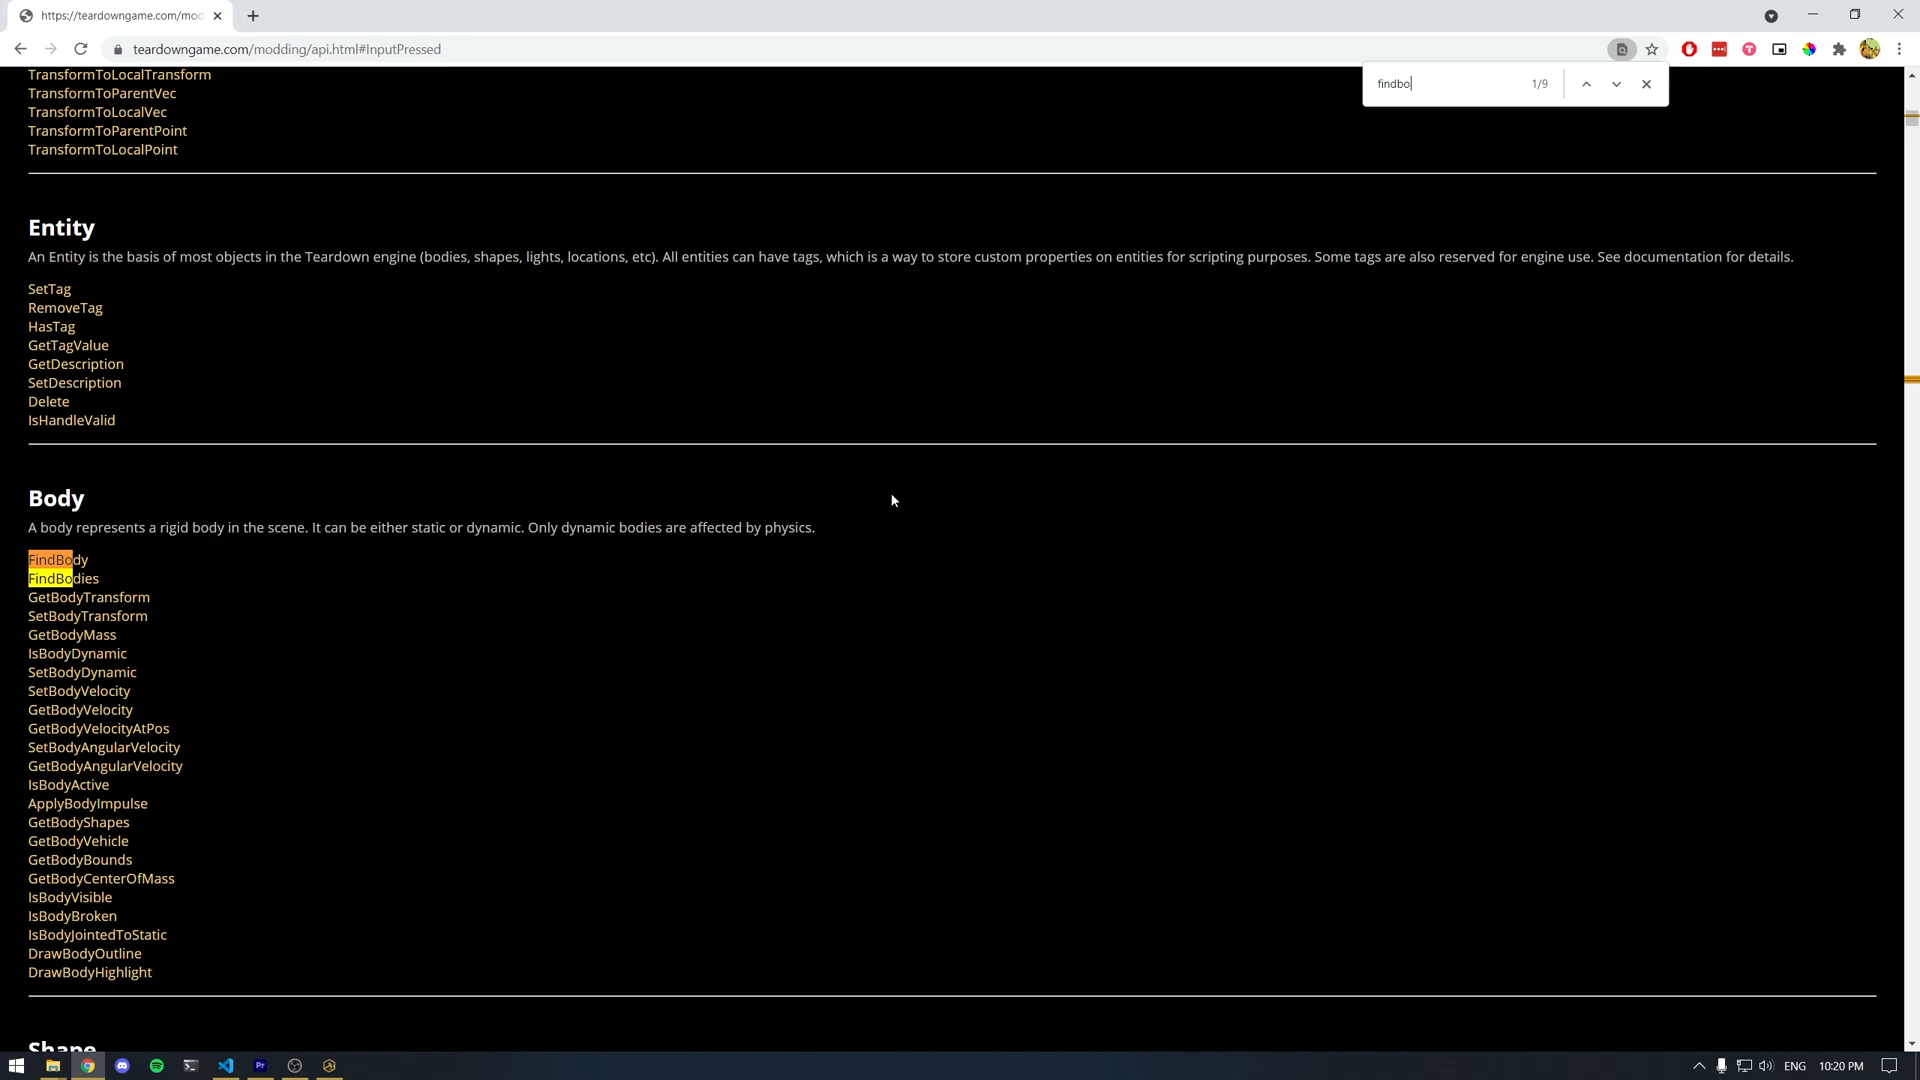 https://teardowngame.com/mod
teardowngame.com/modding/api.html#InputPressed
findbo
1/9
TransformToLocalTransform
TransformToParentVec
TransformToLocalVec
TransformToParentPoint
TransformToLocalPoint
Entity
An Entity is the basis of most objects in the Teardown engine (bodies, shapes, lights, locations, etc). All entities can have tags, which is a way to store custom properties on entities for scripting purposes. Some tags are also reserved for engine use. See documentation for details.
SetTag
RemoveTag
HasTag
GetTagValue
GetDescription
SetDescription
Delete
IsHandleValid
Body
A body represents a rigid body in the scene. It can be either static or dynamic. Only dynamic bodies are affected by physics.
FindBody
FindBodies
GetBodyTransform
SetBodyTransform
GetBodyMass
IsBodyDynamic
SetBodyDynamic
SetBodyVelocity
GetBodyVelocity
GetBodyVelocityAtPos
SetBodyAngularVelocity
GetBodyAngularVelocity
IsBodyActive
ApplyBodyImpulse
GetBodyShapes
GetBodyVehicle
GetBodyBounds
GetBodyCenterOfMass
IsBodyVisible
IsBodyBroken
IsBodyJointedToStatic
DrawBodyOutline
DrawBodyHighlight
Shape
Pr
ENG
10:20 PM